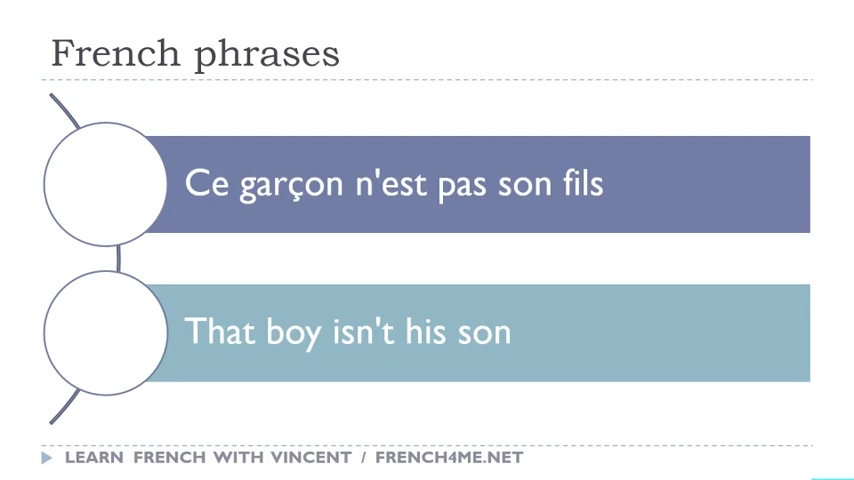 French phrases
Ce garçon n'est pas son fils
That boy isn't his son
LEARN FRENCH WITH VINCENT / FRENCH4ME.NET